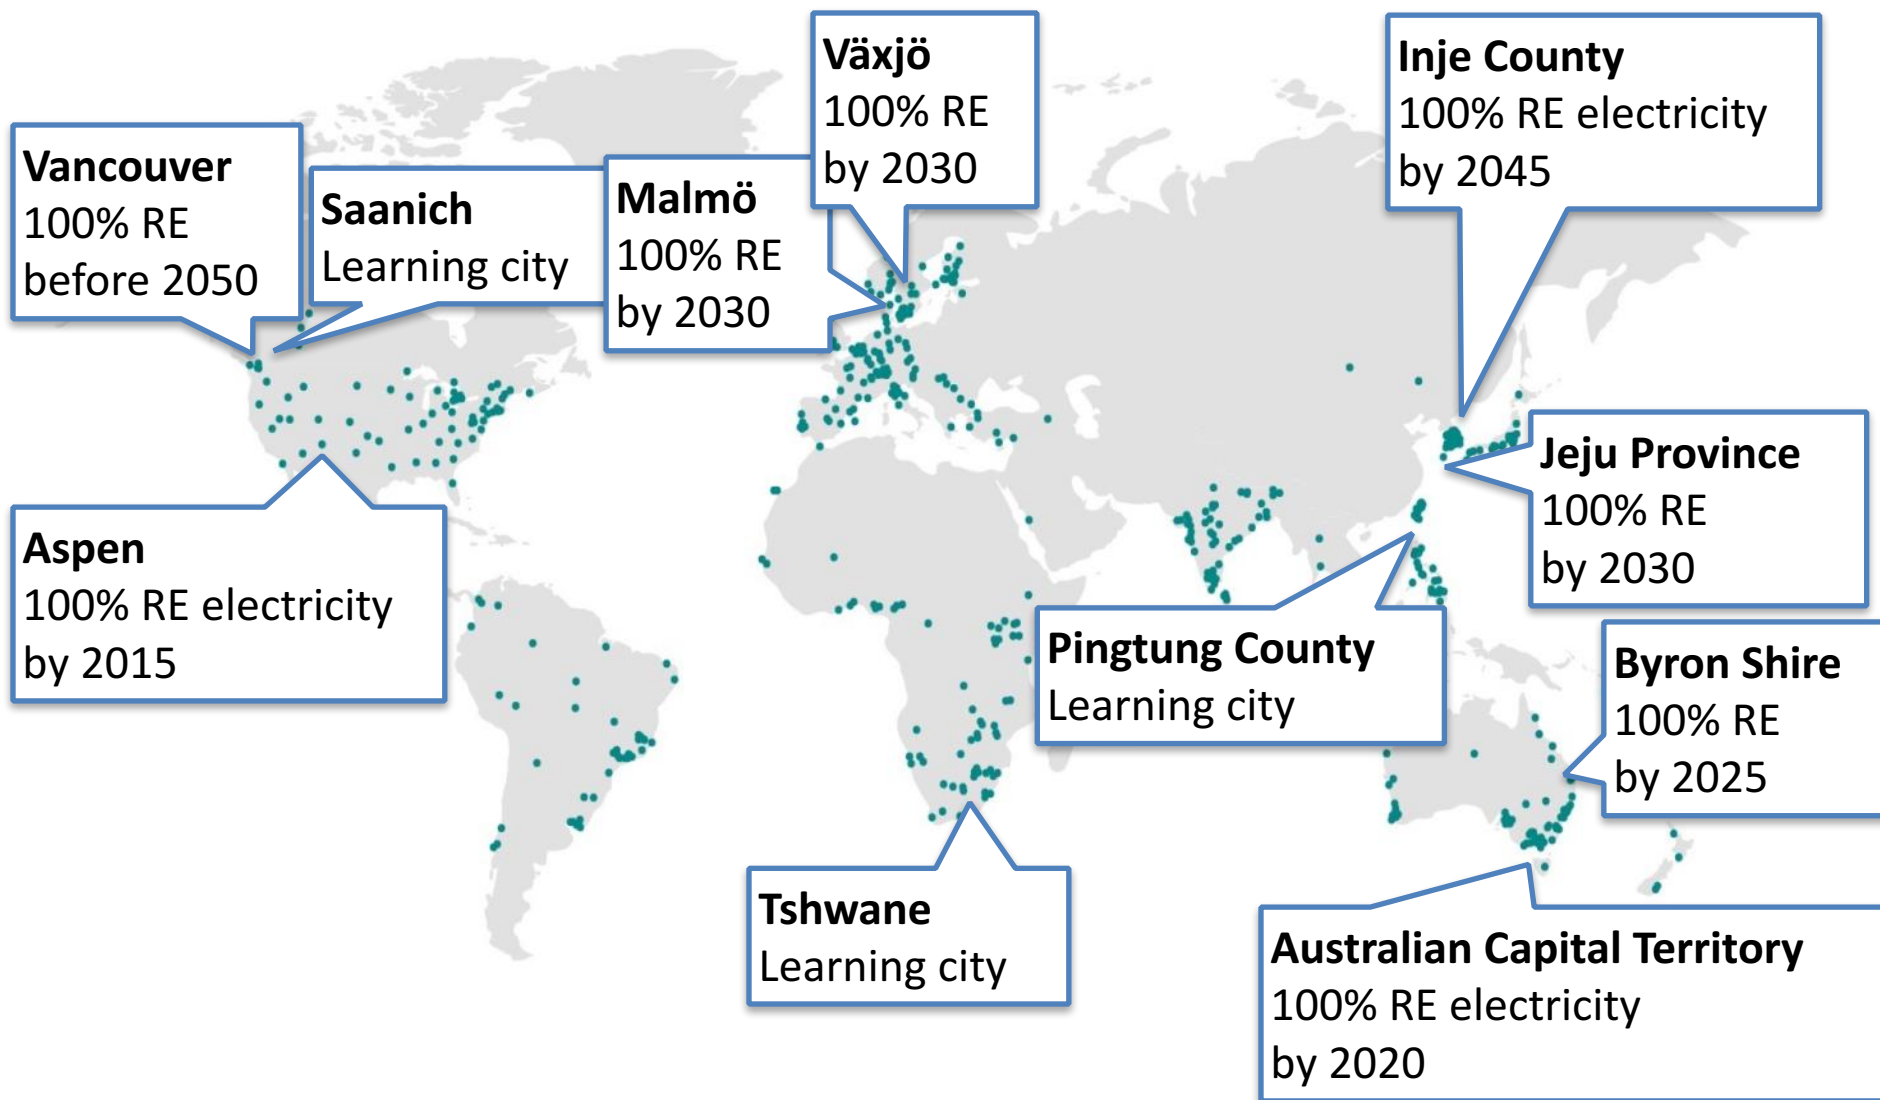 Växjö
100% RE
by 2030
Inje County
100% RE electricity
by 2045
Vancouver
100% RE
before 2050
Saanich
Learning city
Malmö
100% RE
by 2030
Jeju Province
100% RE
by 2030
Aspen
100% RE electricity
by 2015
Pingtung County
Learning city
Byron Shire
100% RE
by 2025
Tshwane
Learning city
Australian Capital Territory
100% RE electricity
by 2020